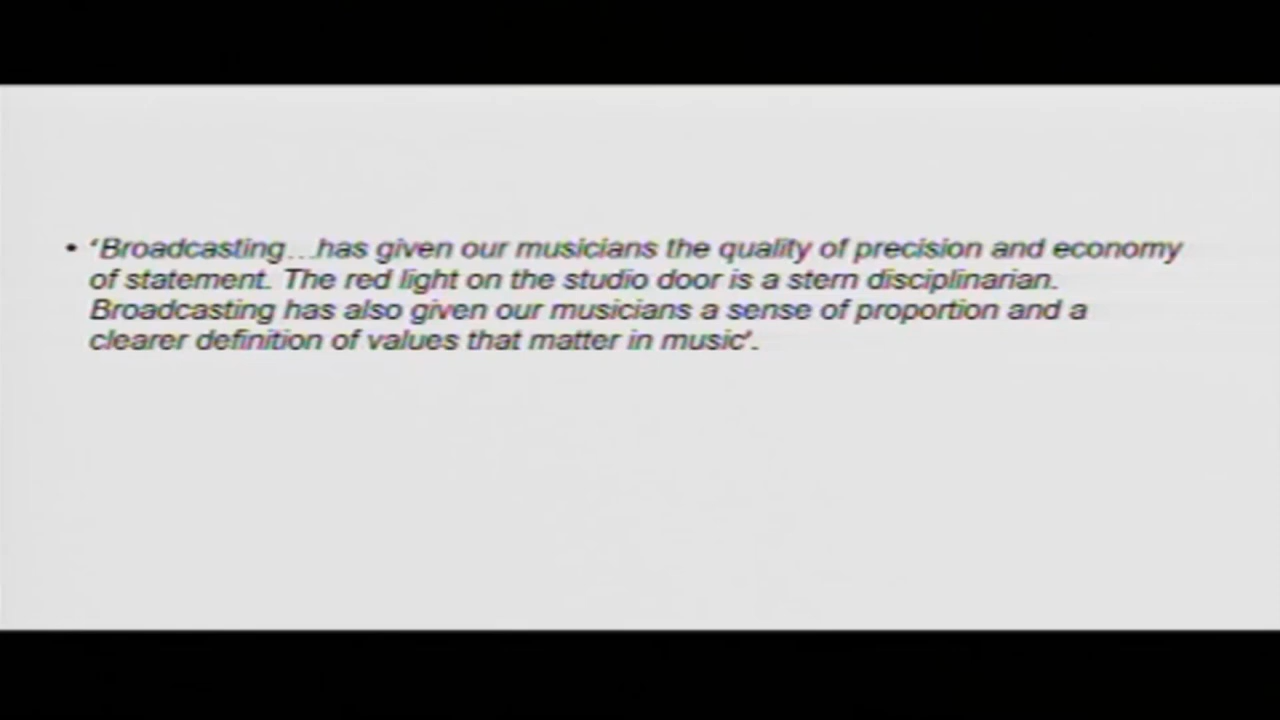 • ‘Broadcasting...has given our musicians the quality of precision and economy
of statement. The red light on the studio door is a stern disciplinarian.
Broadcasting has also given our musicians a sense of proportion and a
clearer definition of values that matter in music’.